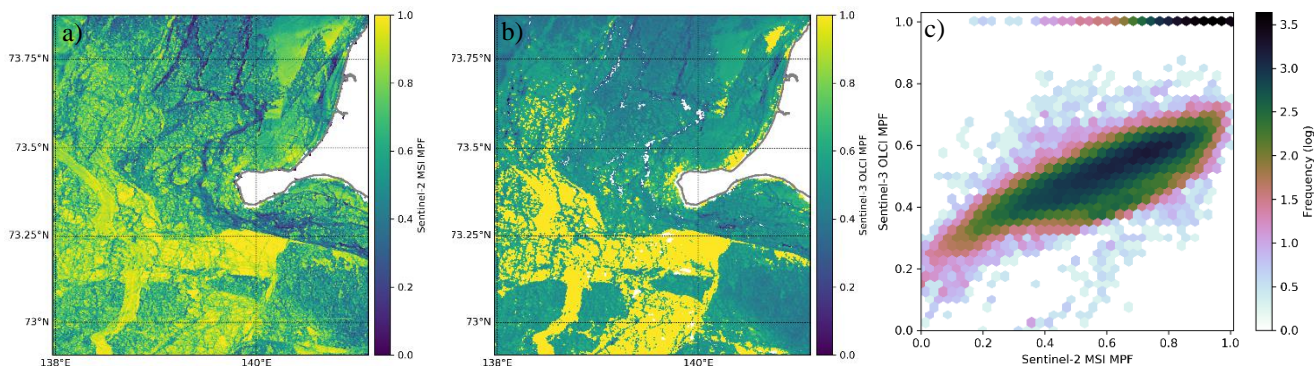 a)
73.75°N
73.5°N
73.25°N
73°N
138°E
140°E
1.0
0.8
0.6
0.4
0.2
0.0
Sentinel-2 MSI MPF
b)
73.75°N
73.5°N
73.25°N
73°N
138°E
140°E
1.0
0.8
0.6
0.4
0.2
0.0
Sentinel-3 OLCI MPF
c)
1.0
0.8
0.6
0.4
0.2
0.0
Sentinel-3 OLCI MPF
0.0 0.2 0.4 0.6 0.8 1.0
Sentinel-2 MSI MPF
3.5
3.0
2.5
2.0
1.5
1.0
0.5
0.0
Frequency (log)